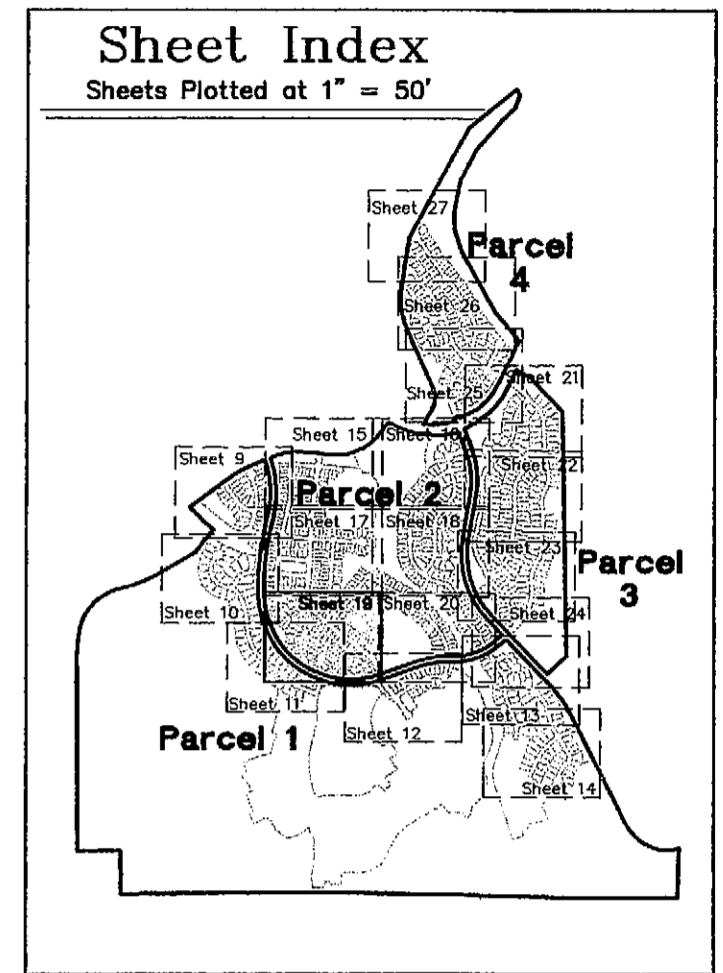 Sheet Index
Sheets Plotted at 1" = 50'
Sheet 27
Parcel
4
Sheet 26
Sheet 25
Sheet 21
Sheet 15
Sheet 16
Sheet 9
Sheet 22
Parcel 2
Sheet 17
Sheet 18
Sheet 23
Parcel
3
Sheet 10
Sheet 19
Sheet 20
Sheet 24
Sheet 11
Parcel 1
Sheet 12
Sheet 13
Sheet 14